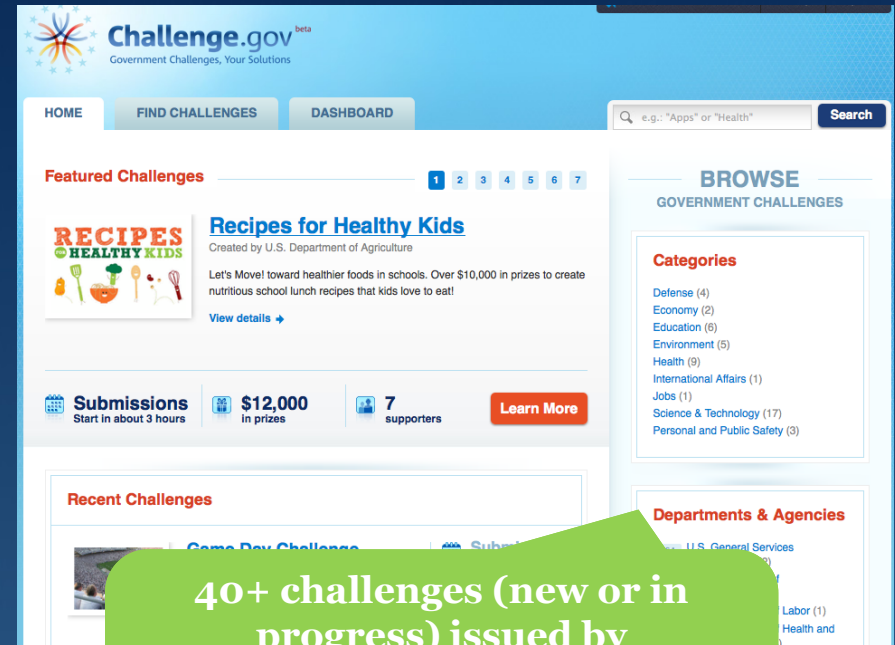 Challenge.gov beta
Government Challenges, Your Solutions
HOME
FIND CHALLENGES
DASHBOARD
e.g.: "Apps" or "Health"
Search
Featured Challenges
1 2 3 4 5 6 7
RECIPES
FOR HEALTHY KIDS
Recipes for Healthy Kids
Created by U.S. Department of Agriculture
Let's Move! toward healthier foods in schools. Over $10,000 in prizes to create
nutritious school lunch recipes that kids love to eat!
View details
Submissions
Start in about 3 hours
$12,000
in prizes
7
supporters
Learn More
Recent Challenges
Game Day Challenge
BROWSE
GOVERNMENT CHALLENGES
Categories
Defense (4)
Economy (2)
Education (6)
Environment (5)
Health (9)
International Affairs (1)
Jobs (1)
Science & Technology (17)
Personal and Public Safety (3)
Departments & Agencies
U.S. General Services
Labor (1)
Health and
40+ challenges (new or in
progress) issued by